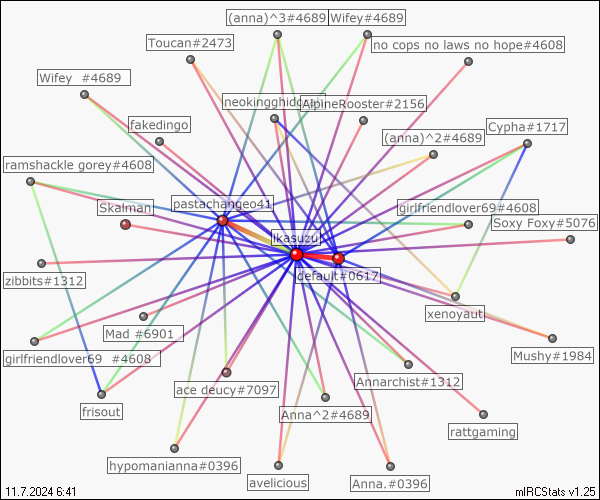 (anna)^3#4689
Wifey#4689
Toucan#2473
no cops no laws no hope#4608
Wifey  #4689
neokingghido
AlpineRooster#2156
fakedingo
Cypha#1717
(anna)^2#4689
ramshackle gorey#4608
pastachangeo41
Skalman
girlfriendlover69#4608
Soxy Foxy#5076
ikasuzu
default#0617
zibbits#1312
xenoyaut
Mad #6901
girlfriendlover69  #4608
Mushy#1984
Annarchist#1312
ace deucy#7097
frisout
Anna^2#4689
rattgaming
hypomanianna#0396
avelicious
Anna.#0396
11.7.2024 6:41
mIRCStats v1.25